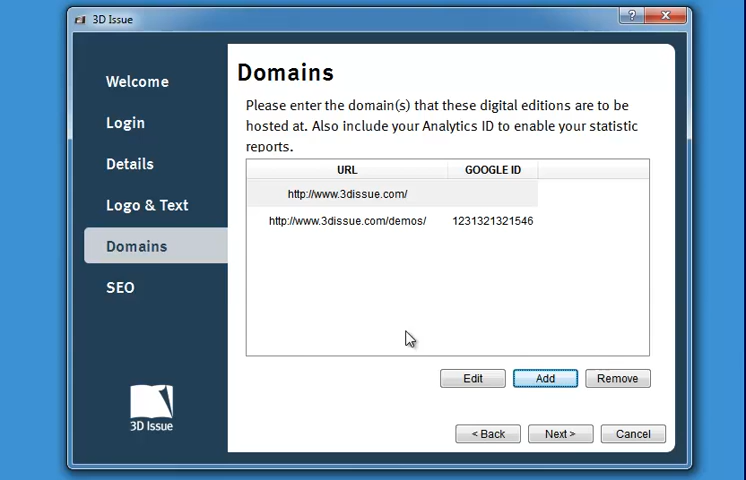 3D Issue
?
Welcome
Login
Details
Logo & Text
Domains
SEO
3D Issue
Domains
Please enter the domain(s) that these digital editions are to be
hosted at. Also include your Analytics ID to enable your statistic
reports.
URL GOOGLE ID
http://www.3dissue.com/
http://www.3dissue.com/demos/ 1231321321546
Edit Add Remove
< Back Next > Cancel